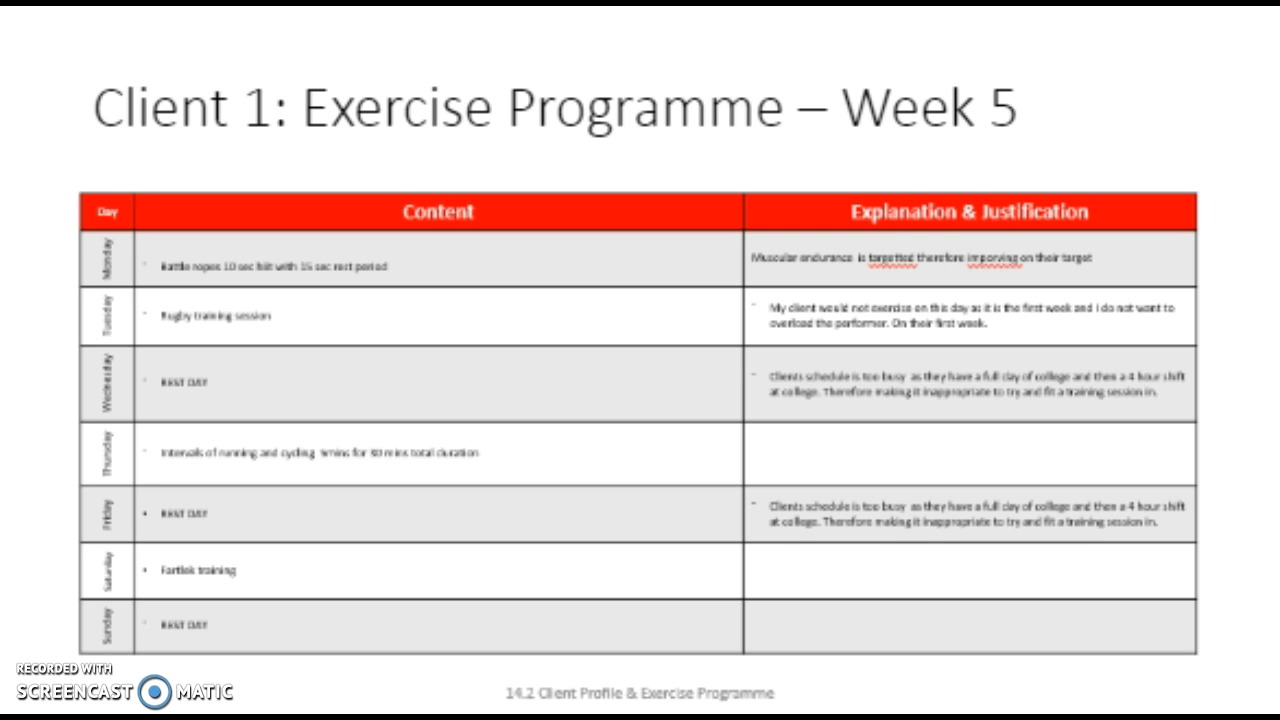 Client 1: Exercise Programme – Week 5
Day
Content
Explanation & Justification
Monday
Battle ropes 10 sec hiit with 15 sec rest period
Muscular endurance is targetted therefore imporving on their target
Tuesday
Rugby training session
My client would not exercise on this day as it is the first week and I do not want to
overload the performer. On their first week.
Wednesday
REST DAY
Clients schedule is too busy as they have a full day of college and then a 4 hour shift
at college. Therefore making it inappropriate to try and fit a training session in.
Thursday
Intervals of running and cycling for 30 mins total duration
Friday
REST DAY
Clients schedule is too busy as they have a full day of college and then a 4 hour shift
at college. Therefore making it inappropriate to try and fit a training session in.
Saturday
Fartlek training
Sunday
REST DAY
RECORDED WITH
SCREENCAST MATIC
14.2 Client Profile & Exercise Programme